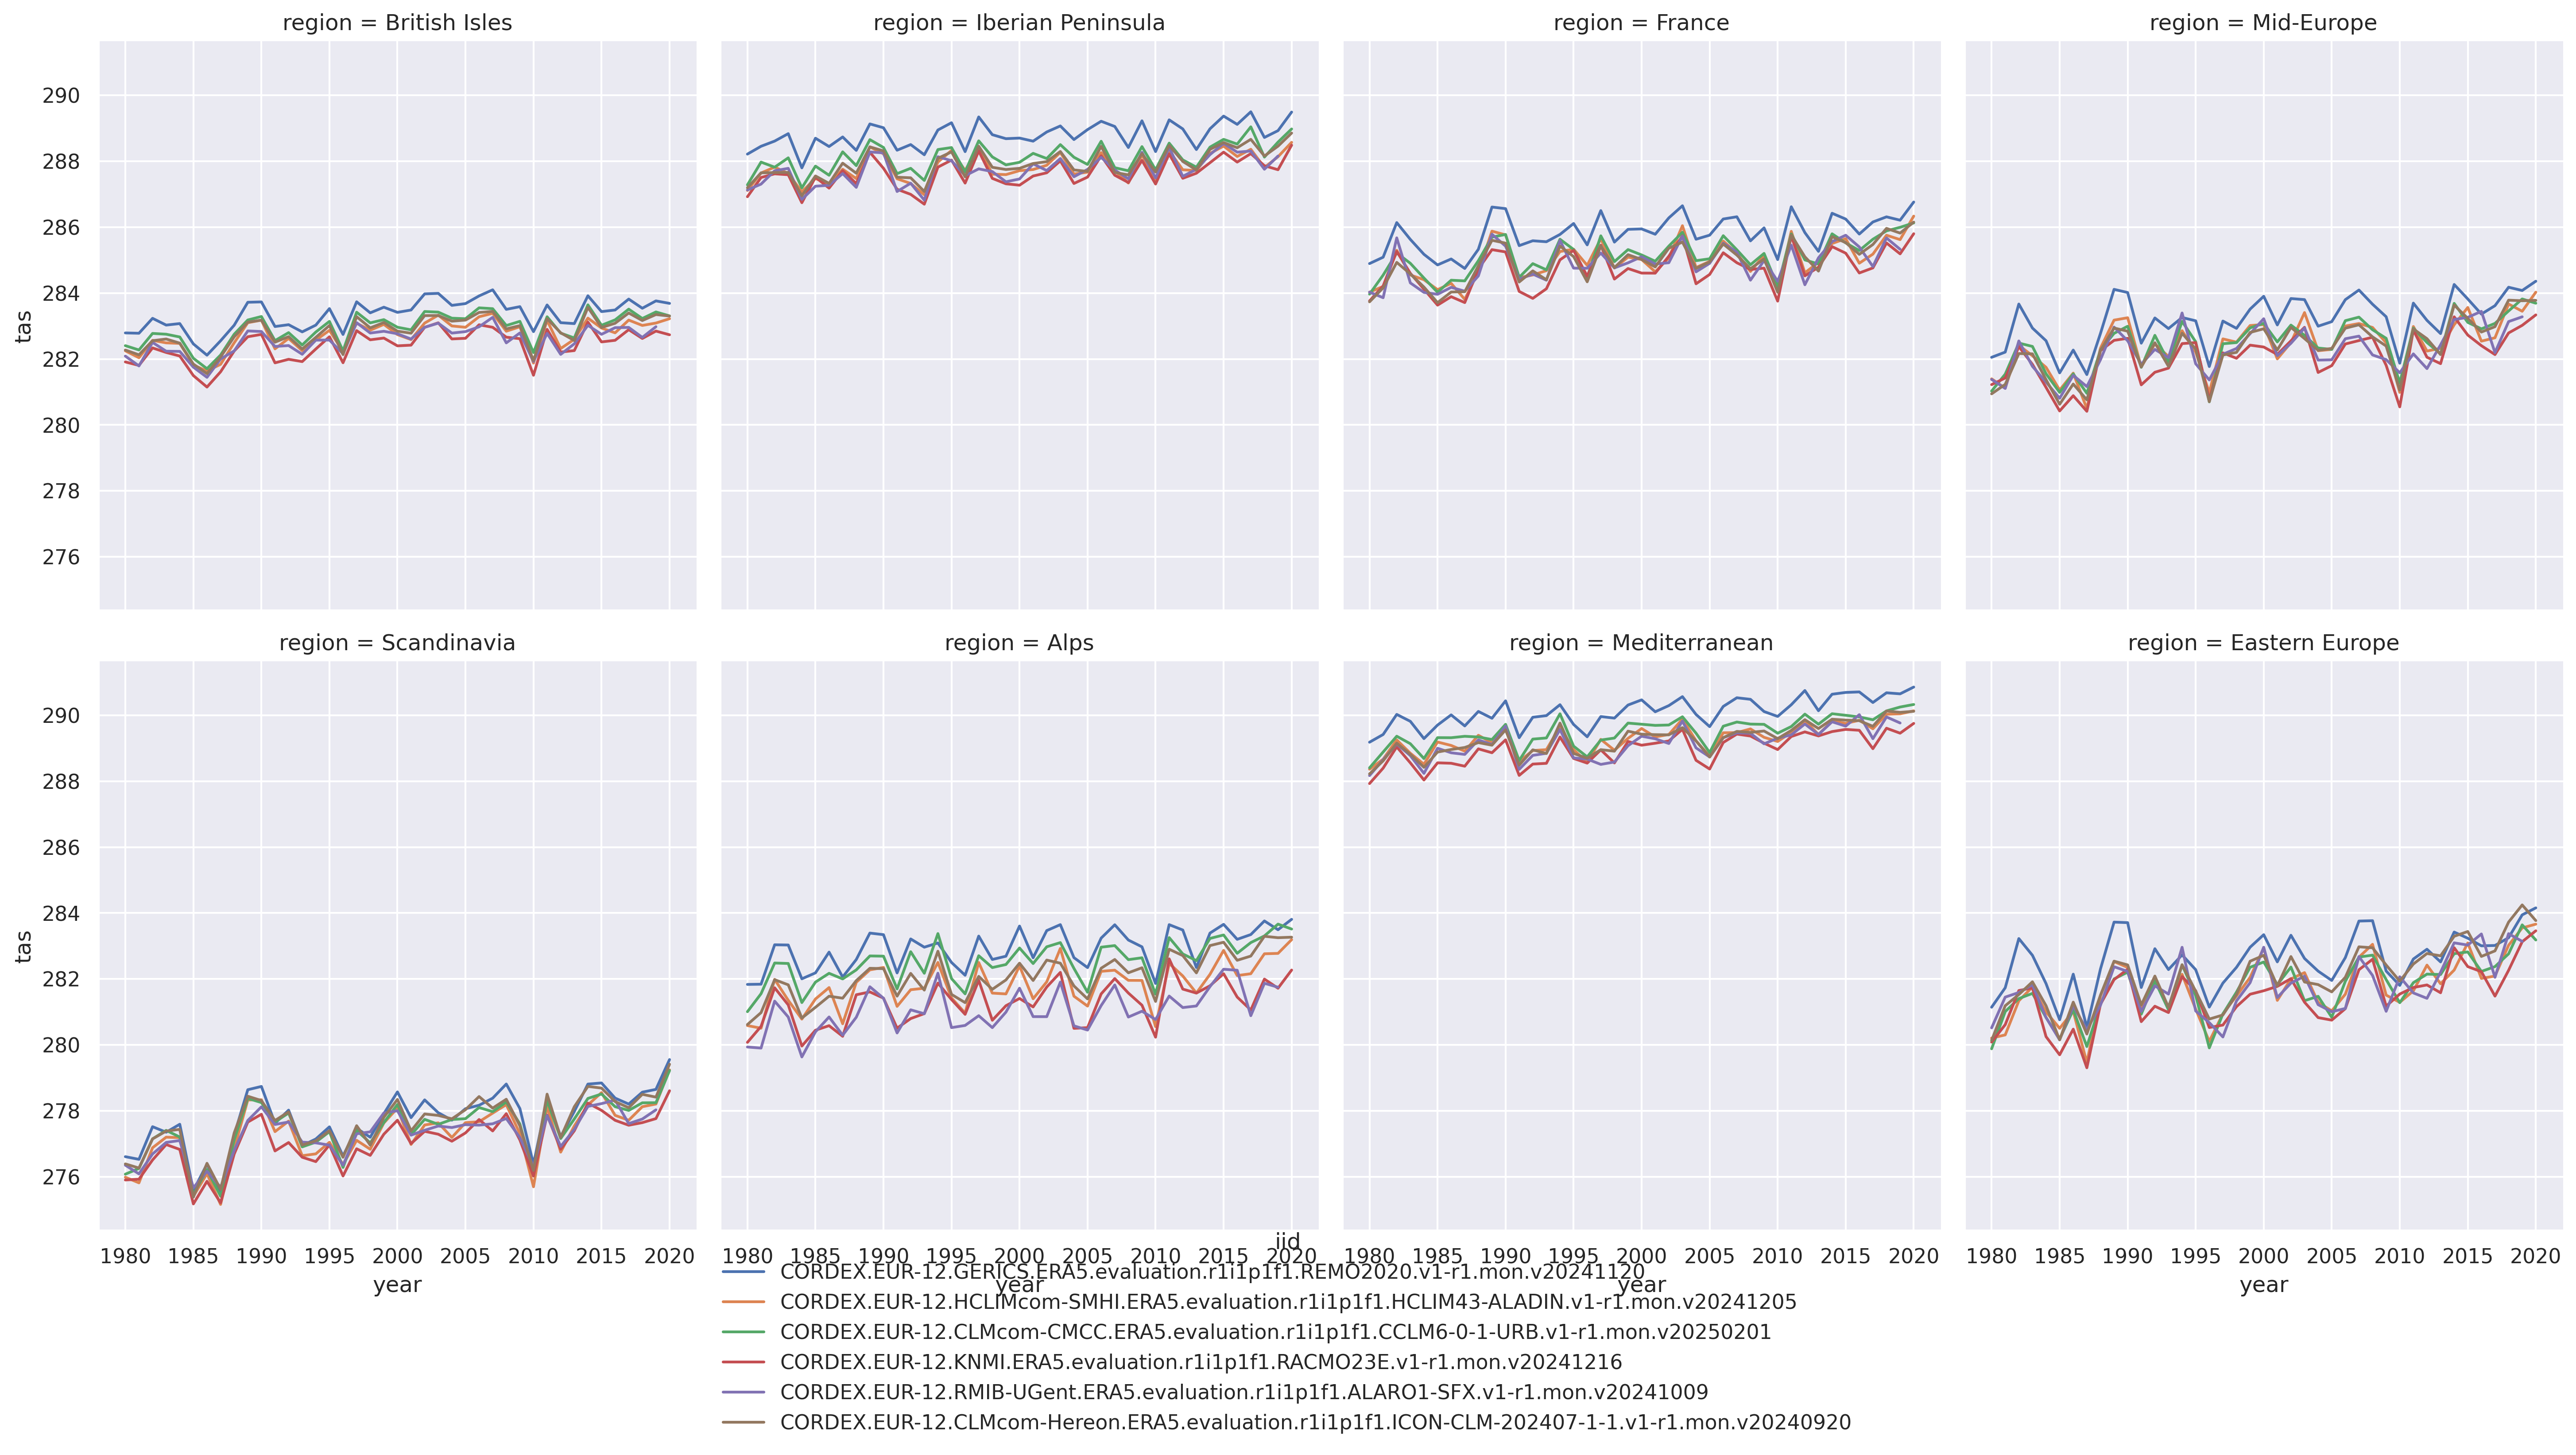 region = British Isles
region = Iberian Peninsula
region = France
region = Mid-Europe
290
288
286
284
282
280
278
276
tas
region = Scandinavia
region = Alps
region = Mediterranean
region = Eastern Europe
290
288
286
284
282
280
278
276
tas
1980 1985 1990 1995 2000 2005 2010 2015 2020
year
1980 1985 1990 1995 2000 2005 2010 2015 2020
year
1980 1985 1990 1995 2000 2005 2010 2015 2020
year
1980 1985 1990 1995 2000 2005 2010 2015 2020
year
iid
CORDEX.EUR-12.GERICS.ERA5.evaluation.r1i1p1f1.REMO2020.v1-r1.mon.v20241120
CORDEX.EUR-12.HCLIMcom-SMHI.ERA5.evaluation.r1i1p1f1.HCLIM43-ALADIN.v1-r1.mon.v20241205
CORDEX.EUR-12.CLMcom-CMCC.ERA5.evaluation.r1i1p1f1.CCLM6-0-1-URB.v1-r1.mon.v20250201
CORDEX.EUR-12.KNMI.ERA5.evaluation.r1i1p1f1.RACMO23E.v1-r1.mon.v20241216
CORDEX.EUR-12.RMIB-UGent.ERA5.evaluation.r1i1p1f1.ALARO1-SFX.v1-r1.mon.v20241009
CORDEX.EUR-12.CLMcom-Hereon.ERA5.evaluation.r1i1p1f1.ICON-CLM-202407-1-1.v1-r1.mon.v20240920